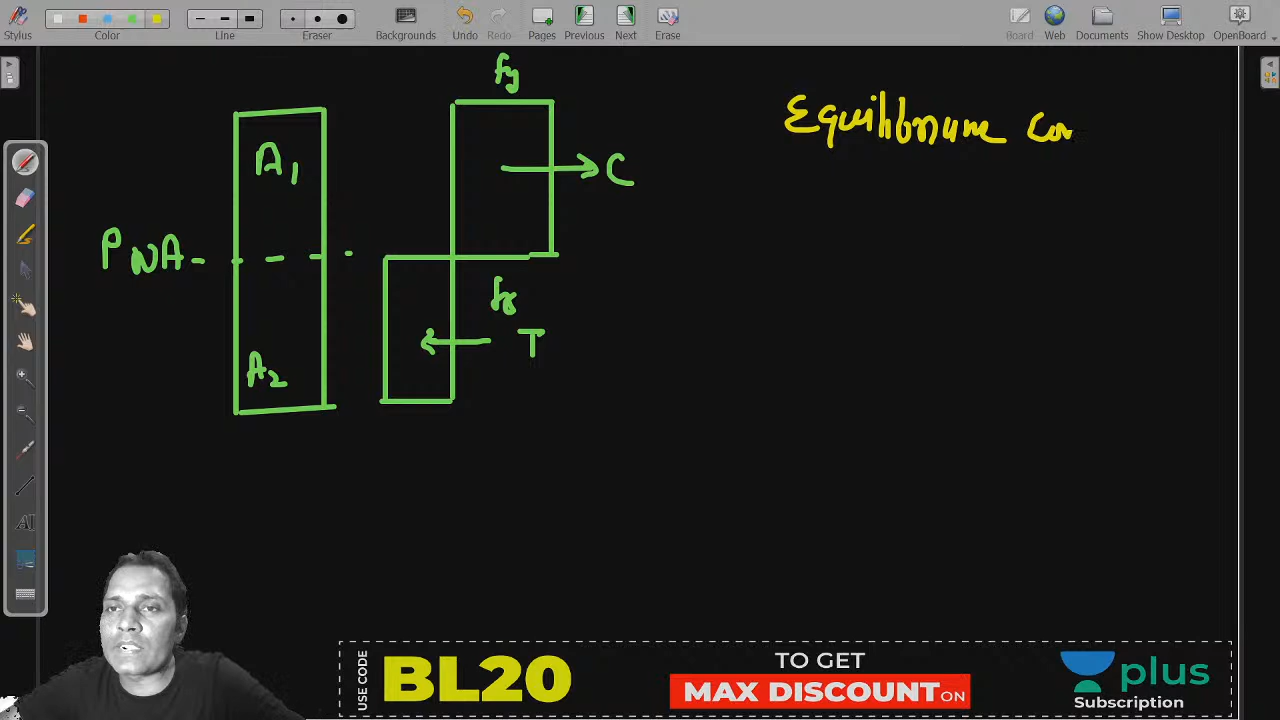 Stylus
Color
Line
Eraser
Backgrounds
Undo
Redo
Pages
Previous
Next
Erase
Board
Web
Documents
Show Desktop
OpenBoard
fy
Equilibrium con
A1
C
PNA
fy
T
A2
USE CODE
BL20
TO GET
MAX DISCOUNT ON
plus
Subscription